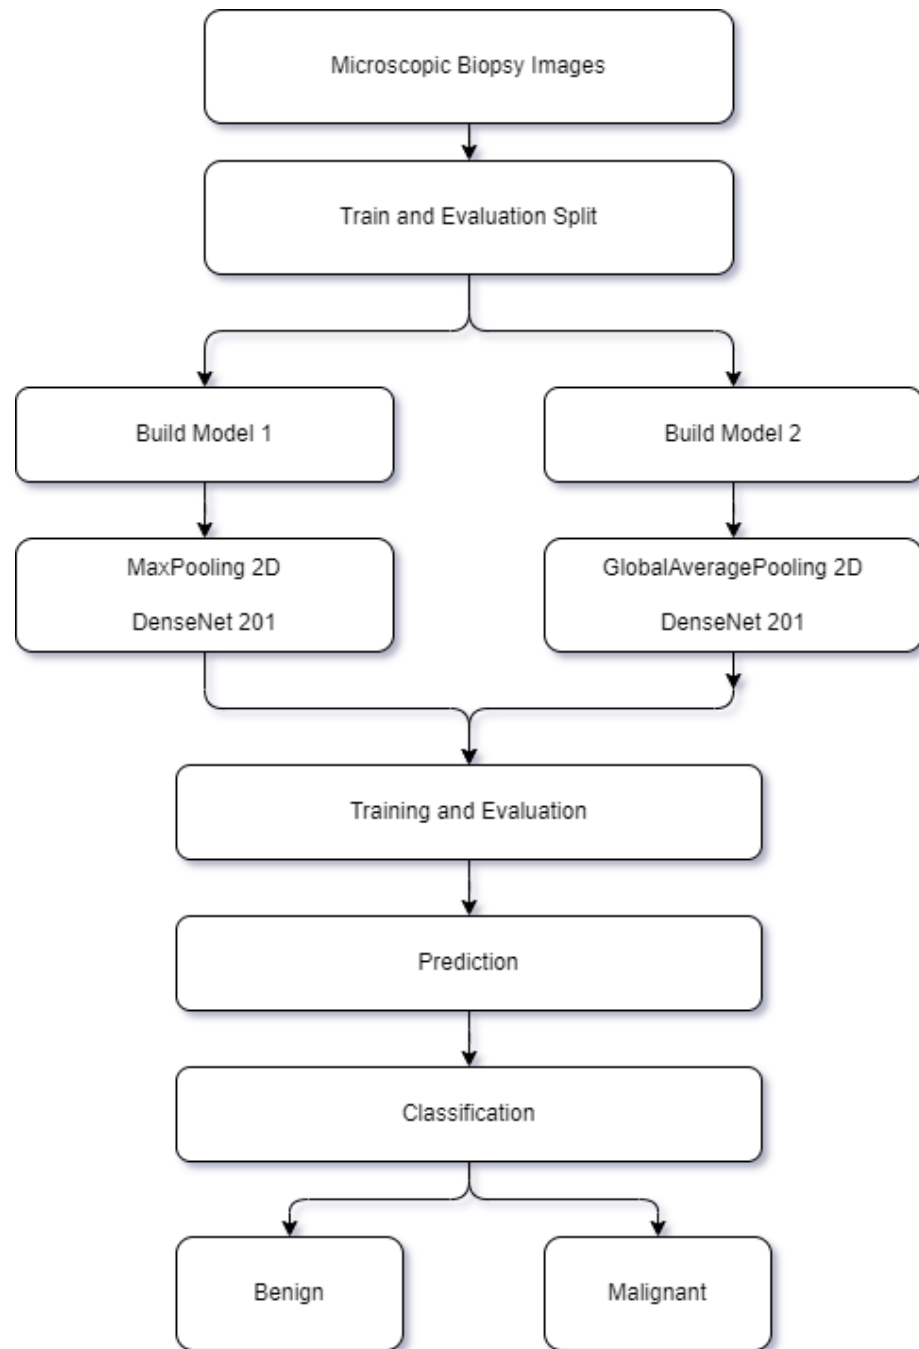 Microscopic Biopsy Images
Train and Evaluation Split
Build Model 1
Build Model 2
MaxPooling 2D
DenseNet 201
GlobalAveragePooling 2D
DenseNet 201
Training and Evaluation
Prediction
Classification
Benign
Malignant